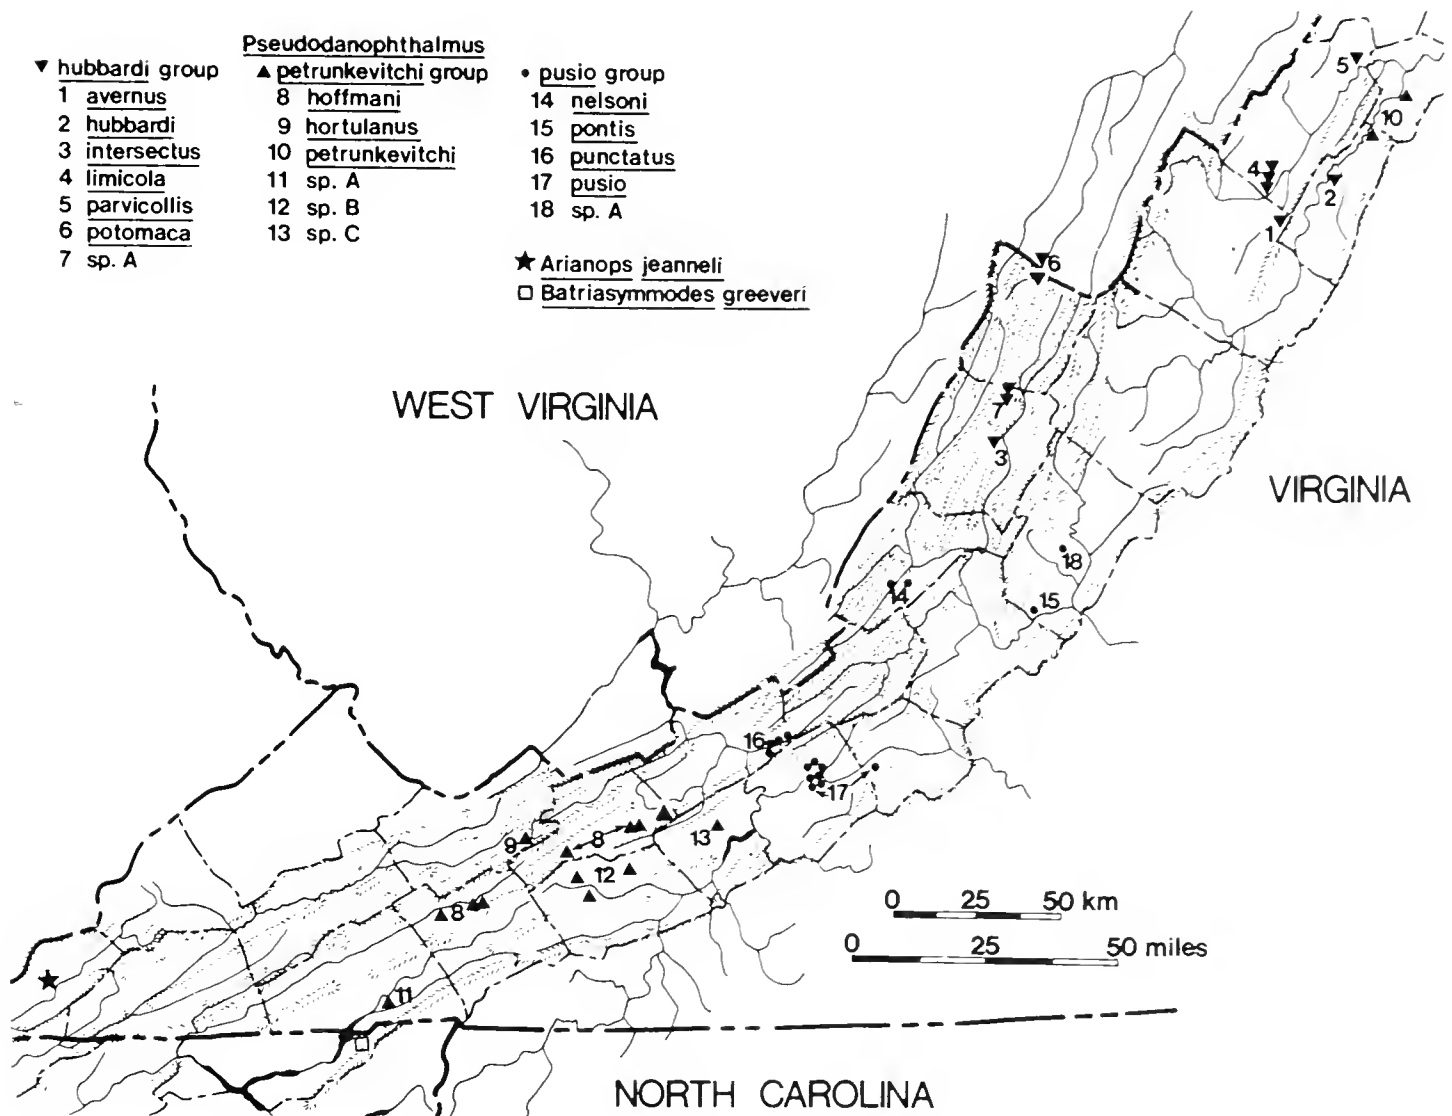 Pseudodanophthalmus
▼ hubbardi group
1 avernus
2 hubbardi
3 intersectus
4 limicola
5 parvicollis
6 potomaca
7 sp. A
▲ petrunkevitchi group
8 hoffmani
9 hortulanus
10 petrunkevitchi
11 sp. A
12 sp. B
13 sp. C
• pusio group
14 nelsoni
15 pontis
16 punctatus
17 pusio
18 sp. A
★ Arianops jeanneli
□ Batriasymmodes greeveri
5
10
4
2
1
6
WEST VIRGINIA
7
3
VIRGINIA
18
14
15
16
17
9
8
13
12
8
11
0 25 50 km
0 25 50 miles
NORTH CAROLINA